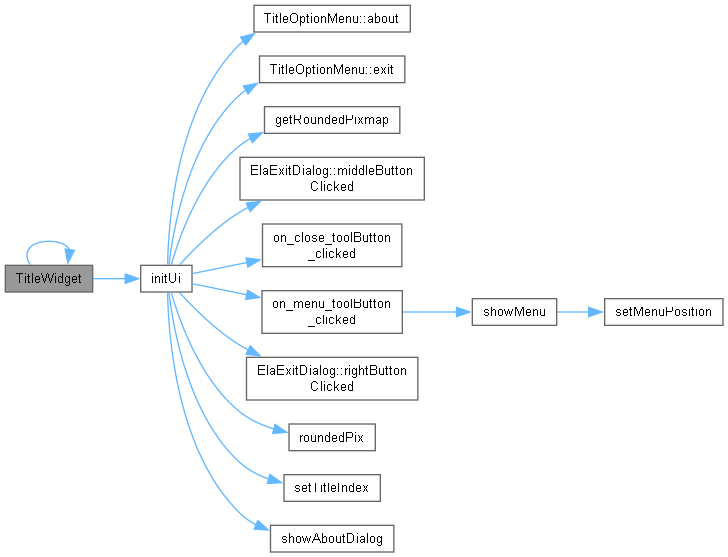 TitleOptionMenu::about
TitleOptionMenu::exit
getRoundedPixmap
ElaExitDialog::middleButton
Clicked
on_close_toolButton
_clicked
TitleWidget
initUi
on_menu_toolButton
_clicked
showMenu
setMenuPosition
ElaExitDialog::rightButton
Clicked
roundedPix
setTitleIndex
showAboutDialog